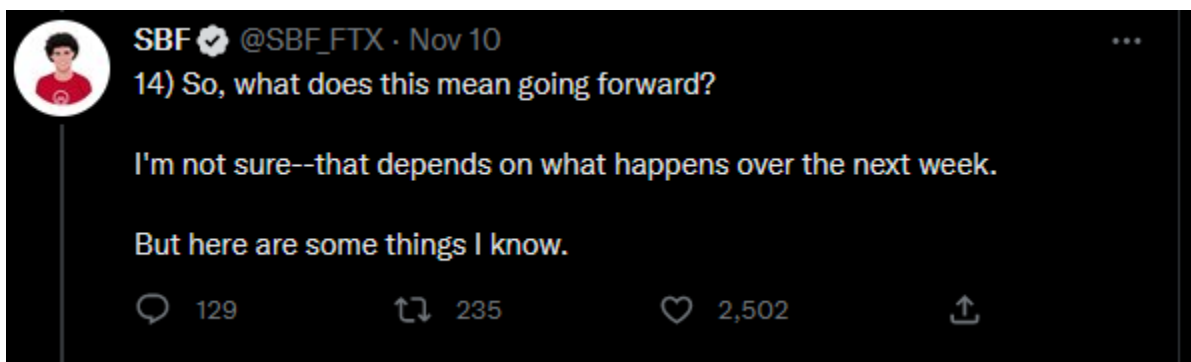 SBF @SBF_FTX · Nov 10
14) So, what does this mean going forward?
I'm not sure--that depends on what happens over the next week.
But here are some things I know.
129 235 2,502